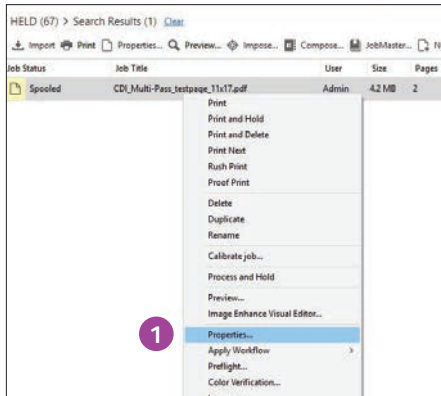 HELD (67) > Search Results (1) Clear
Import Print Properties... Preview... Impose... Compose... JobMaster... N
Job Status Job Title User Size Pages
Spooled CDI_Multi-Pass_testpage_11x17.pdf Admin 4.2 MB 2
Print
Print and Hold
Print and Delete
Print Next
Rush Print
Proof Print
Delete
Duplicate
Rename
Calibrate job...
Process and Hold
Preview...
Image Enhance Visual Editor...
1 Properties...
Apply Workflow >
Preflight...
Color Verification...